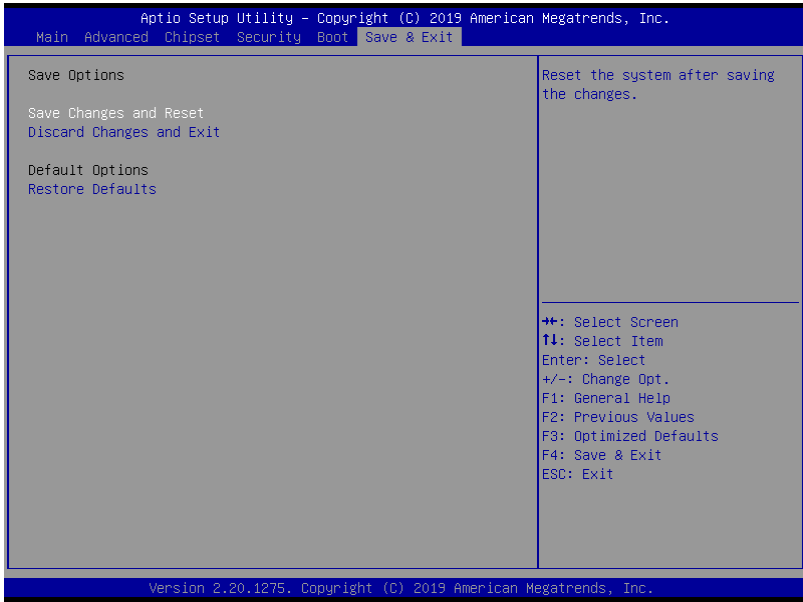 Aptio Setup Utility – Copyright (C) 2019 American Megatrends, Inc.
Main Advanced Chipset Security Boot Save & Exit
Save Options
Save Changes and Reset
Discard Changes and Exit
Default Options
Restore Defaults
Reset the system after saving
the changes.
→←: Select Screen
↑↓: Select Item
Enter: Select
+/-: Change Opt.
F1: General Help
F2: Previous Values
F3: Optimized Defaults
F4: Save & Exit
ESC: Exit
Version 2.20.1275. Copyright (C) 2019 American Megatrends, Inc.